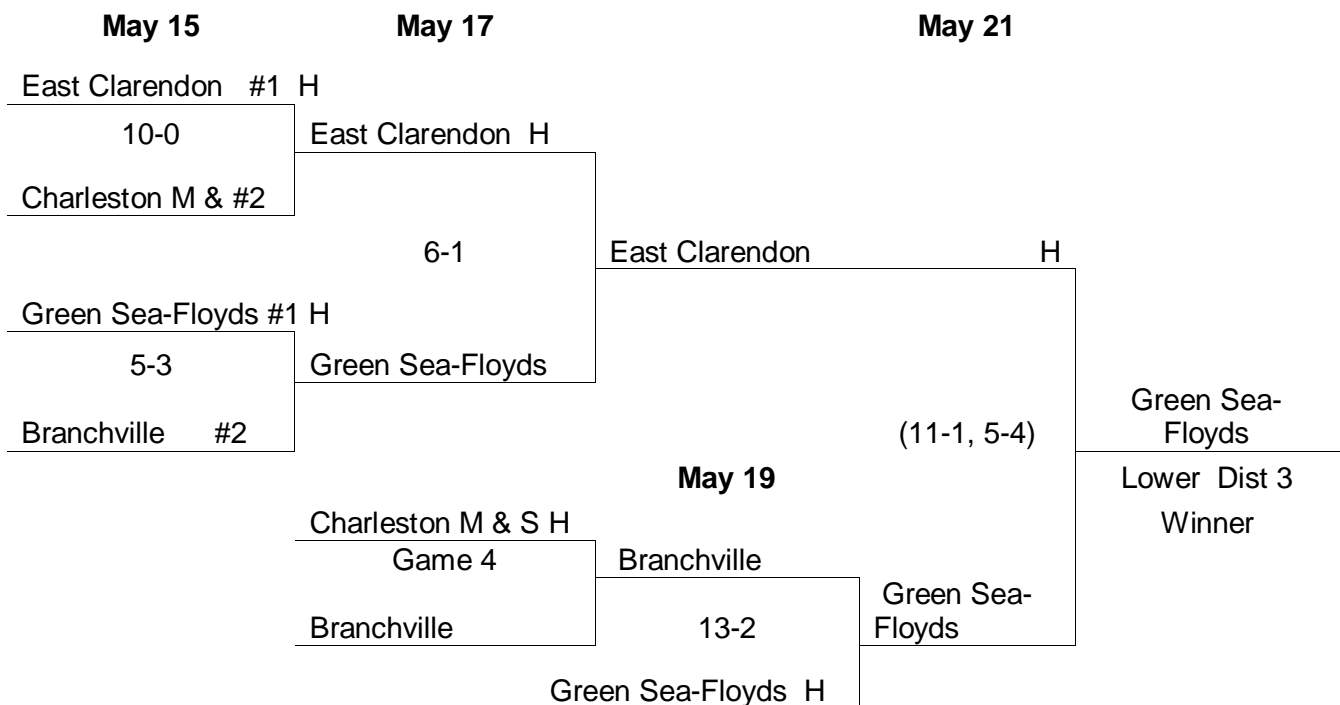 May 15 May 17 May 21
East Clarendon #1 H
10-0 East Clarendon H
Charleston M & #2
6-1 East Clarendon H
Green Sea-Floyds #1 H
5-3 Green Sea-Floyds
Branchville #2
(11-1, 5-4)
Green Sea-
Floyds
May 19
Lower Dist 3
Winner
Charleston M & S H
Game 4 Branchville
Branchville 13-2
Green Sea-
Floyds
Green Sea-Floyds H